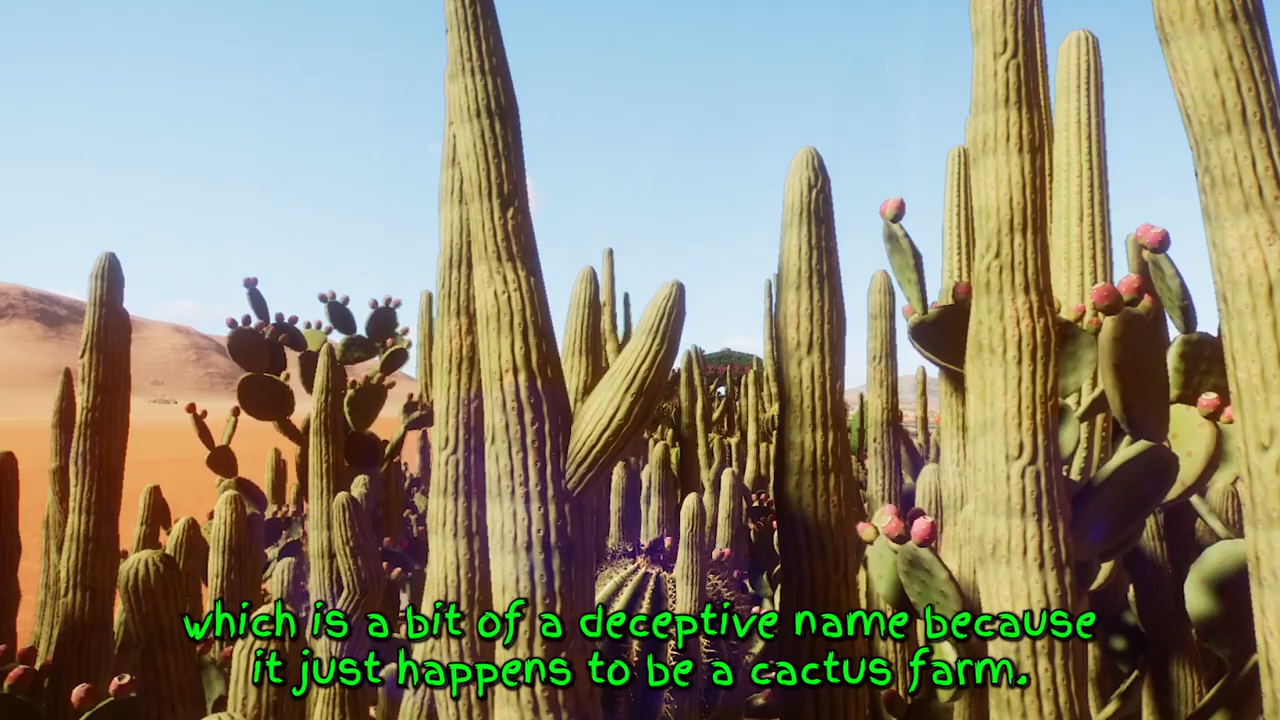 which is a bit of a deceptive name because
it just happens to be a cactus farm.